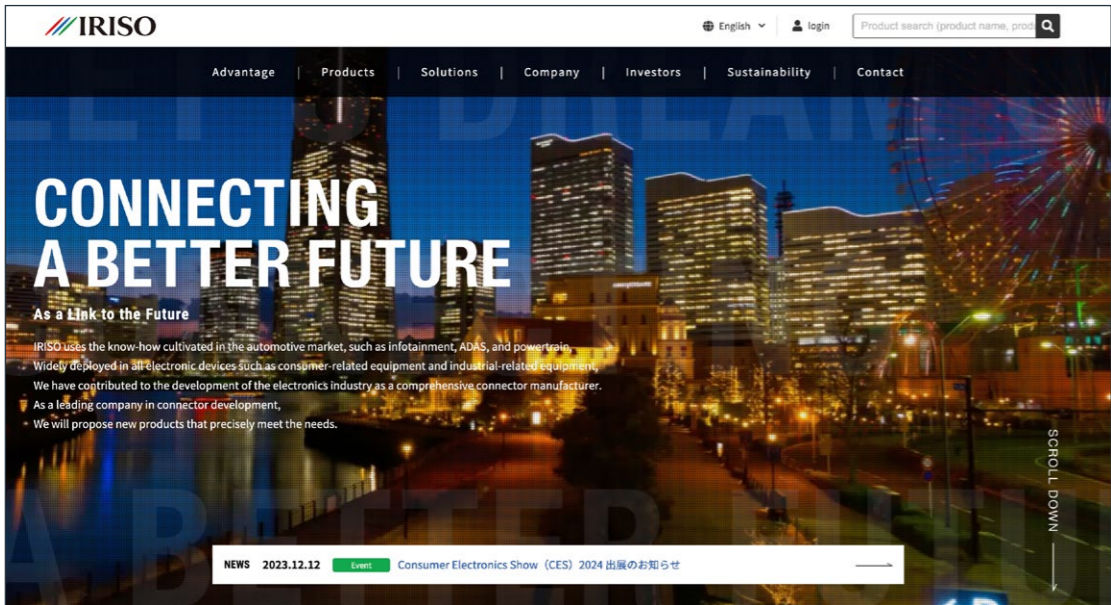 IRISO
English
login
Product search (product name, prod
Advantage | Products | Solutions | Company | Investors | Sustainability | Contact
LET'S DREAM
CONNECTING
A BETTER FUTURE
As a Link to the Future
IRISO uses the know-how cultivated in the automotive market, such as infotainment, ADAS, and powertrain,
Widely deployed in all electronic devices such as consumer-related equipment and industrial-related equipment,
We have contributed to the development of the electronics industry as a comprehensive connector manufacturer.
As a leading company in connector development,
We will propose new products that precisely meet the needs.
SCROLL DOWN
A BETTER FUTU
NEWS 2023.12.12 Event Consumer Electronics Show（CES）2024 出展のお知らせ